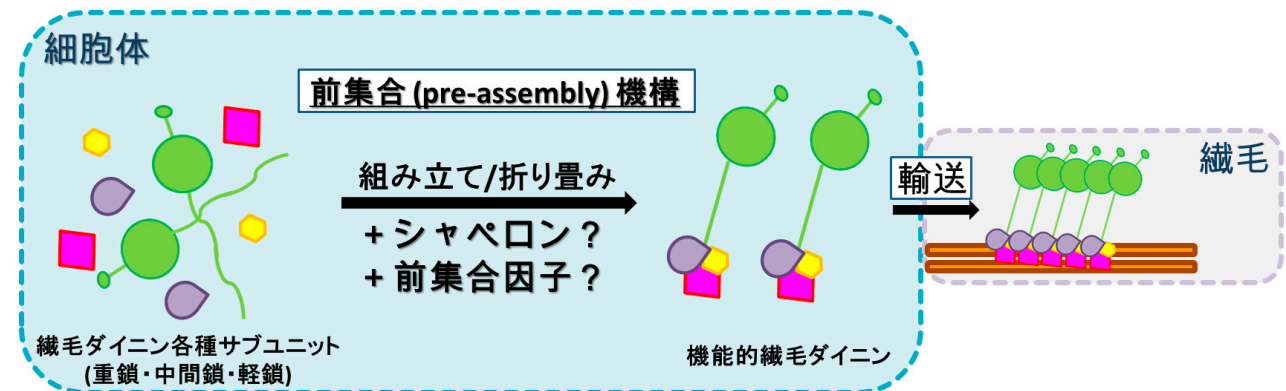 細胞体
前集合 (pre-assembly) 機構
組み立て/折り畳み
+ シャペロン？
+ 前集合因子？
繊毛ダイニン各種サブユニット
(重鎖・中間鎖・軽鎖)
機能的繊毛ダイニン
輸送
繊毛